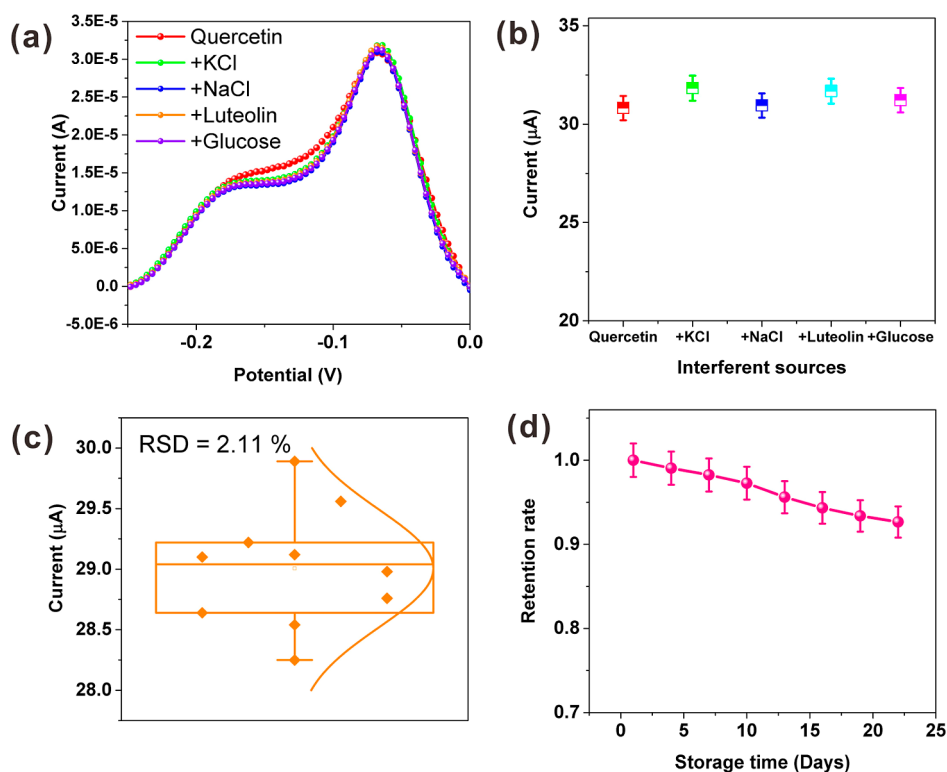 (a)
3.5E-5
3.0E-5
2.5E-5
2.0E-5
1.5E-5
1.0E-5
5.0E-6
0.0
-5.0E-6
Current (A)
Quercetin
+KCl
+NaCl
+Luteolin
+Glucose
-0.2
-0.1
0.0
Potential (V)
(b)
35
30
25
20
Current (μA)
Quercetin
+KCl
+NaCl
+Luteolin
+Glucose
Interferent sources
(c)
RSD = 2.11 %
30.0
29.5
29.0
28.5
28.0
Current (μA)
(d)
1.0
0.9
0.8
0.7
Retention rate
0
5
10
15
20
25
Storage time (Days)